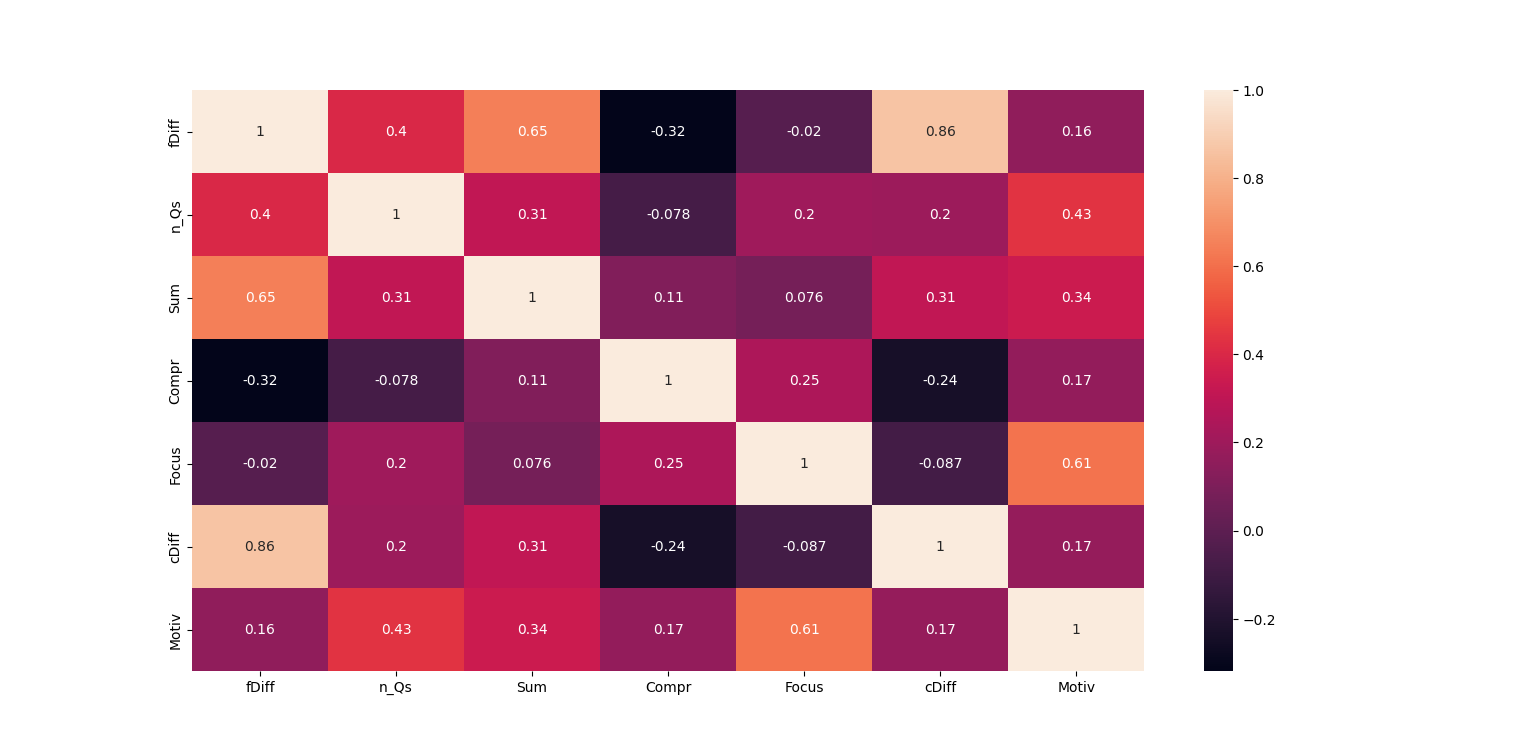 fDiff 1 0.4 0.65 -0.32 -0.02 0.86 0.16
n_Qs 0.4 1 0.31 -0.078 0.2 0.2 0.43
Sum 0.65 0.31 1 0.11 0.076 0.31 0.34
Compr -0.32 -0.078 0.11 1 0.25 -0.24 0.17
Focus -0.02 0.2 0.076 0.25 1 -0.087 0.61
cDiff 0.86 0.2 0.31 -0.24 -0.087 1 0.17
Motiv 0.16 0.43 0.34 0.17 0.61 0.17 1
fDiff n_Qs Sum Compr Focus cDiff Motiv
1.0
0.8
0.6
0.4
0.2
0.0
−0.2